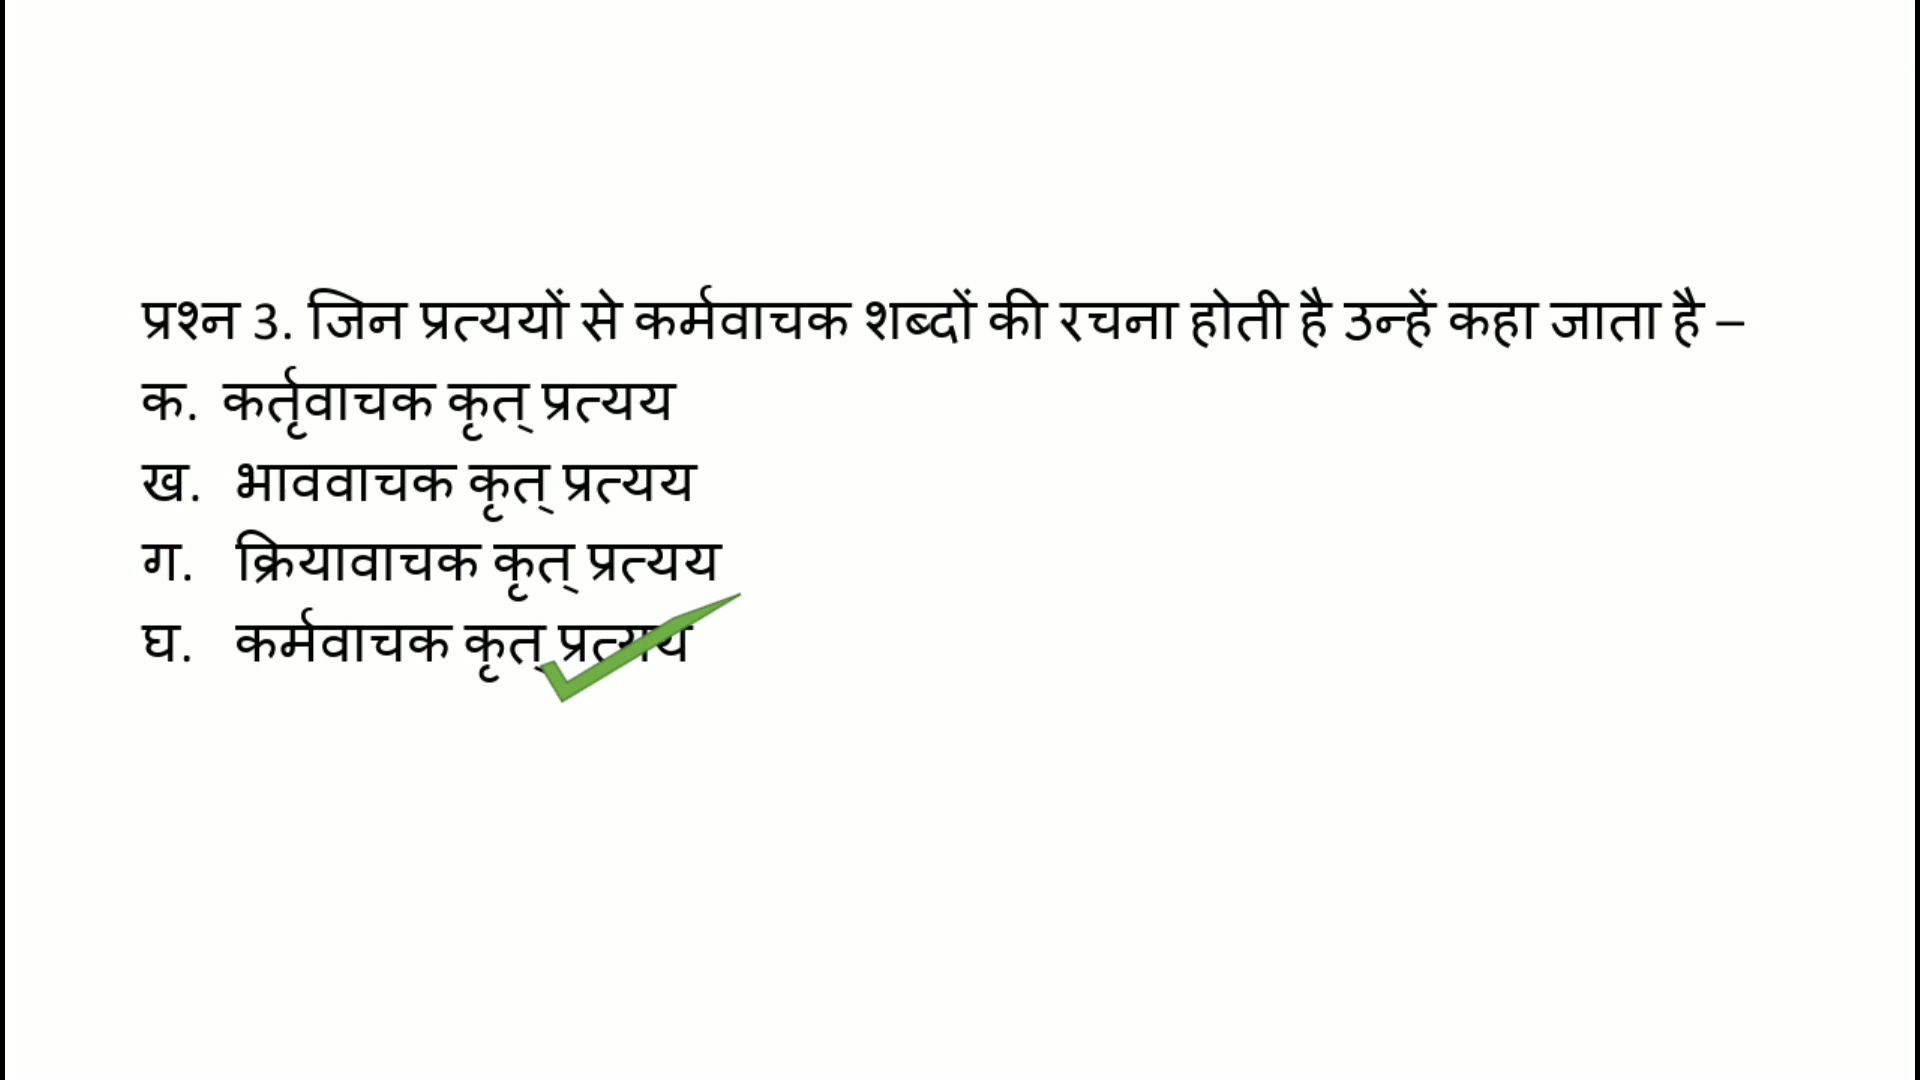 प्रश्न 3. जिन प्रत्ययों से कर्मवाचक शब्दों की रचना होती है उन्हें कहा जाता है –
क. कर्तृवाचक कृत् प्रत्यय
ख. भाववाचक कृत् प्रत्यय
ग. क्रियावाचक कृत् प्रत्यय
घ. कर्मवाचक कृत् प्रत्यय